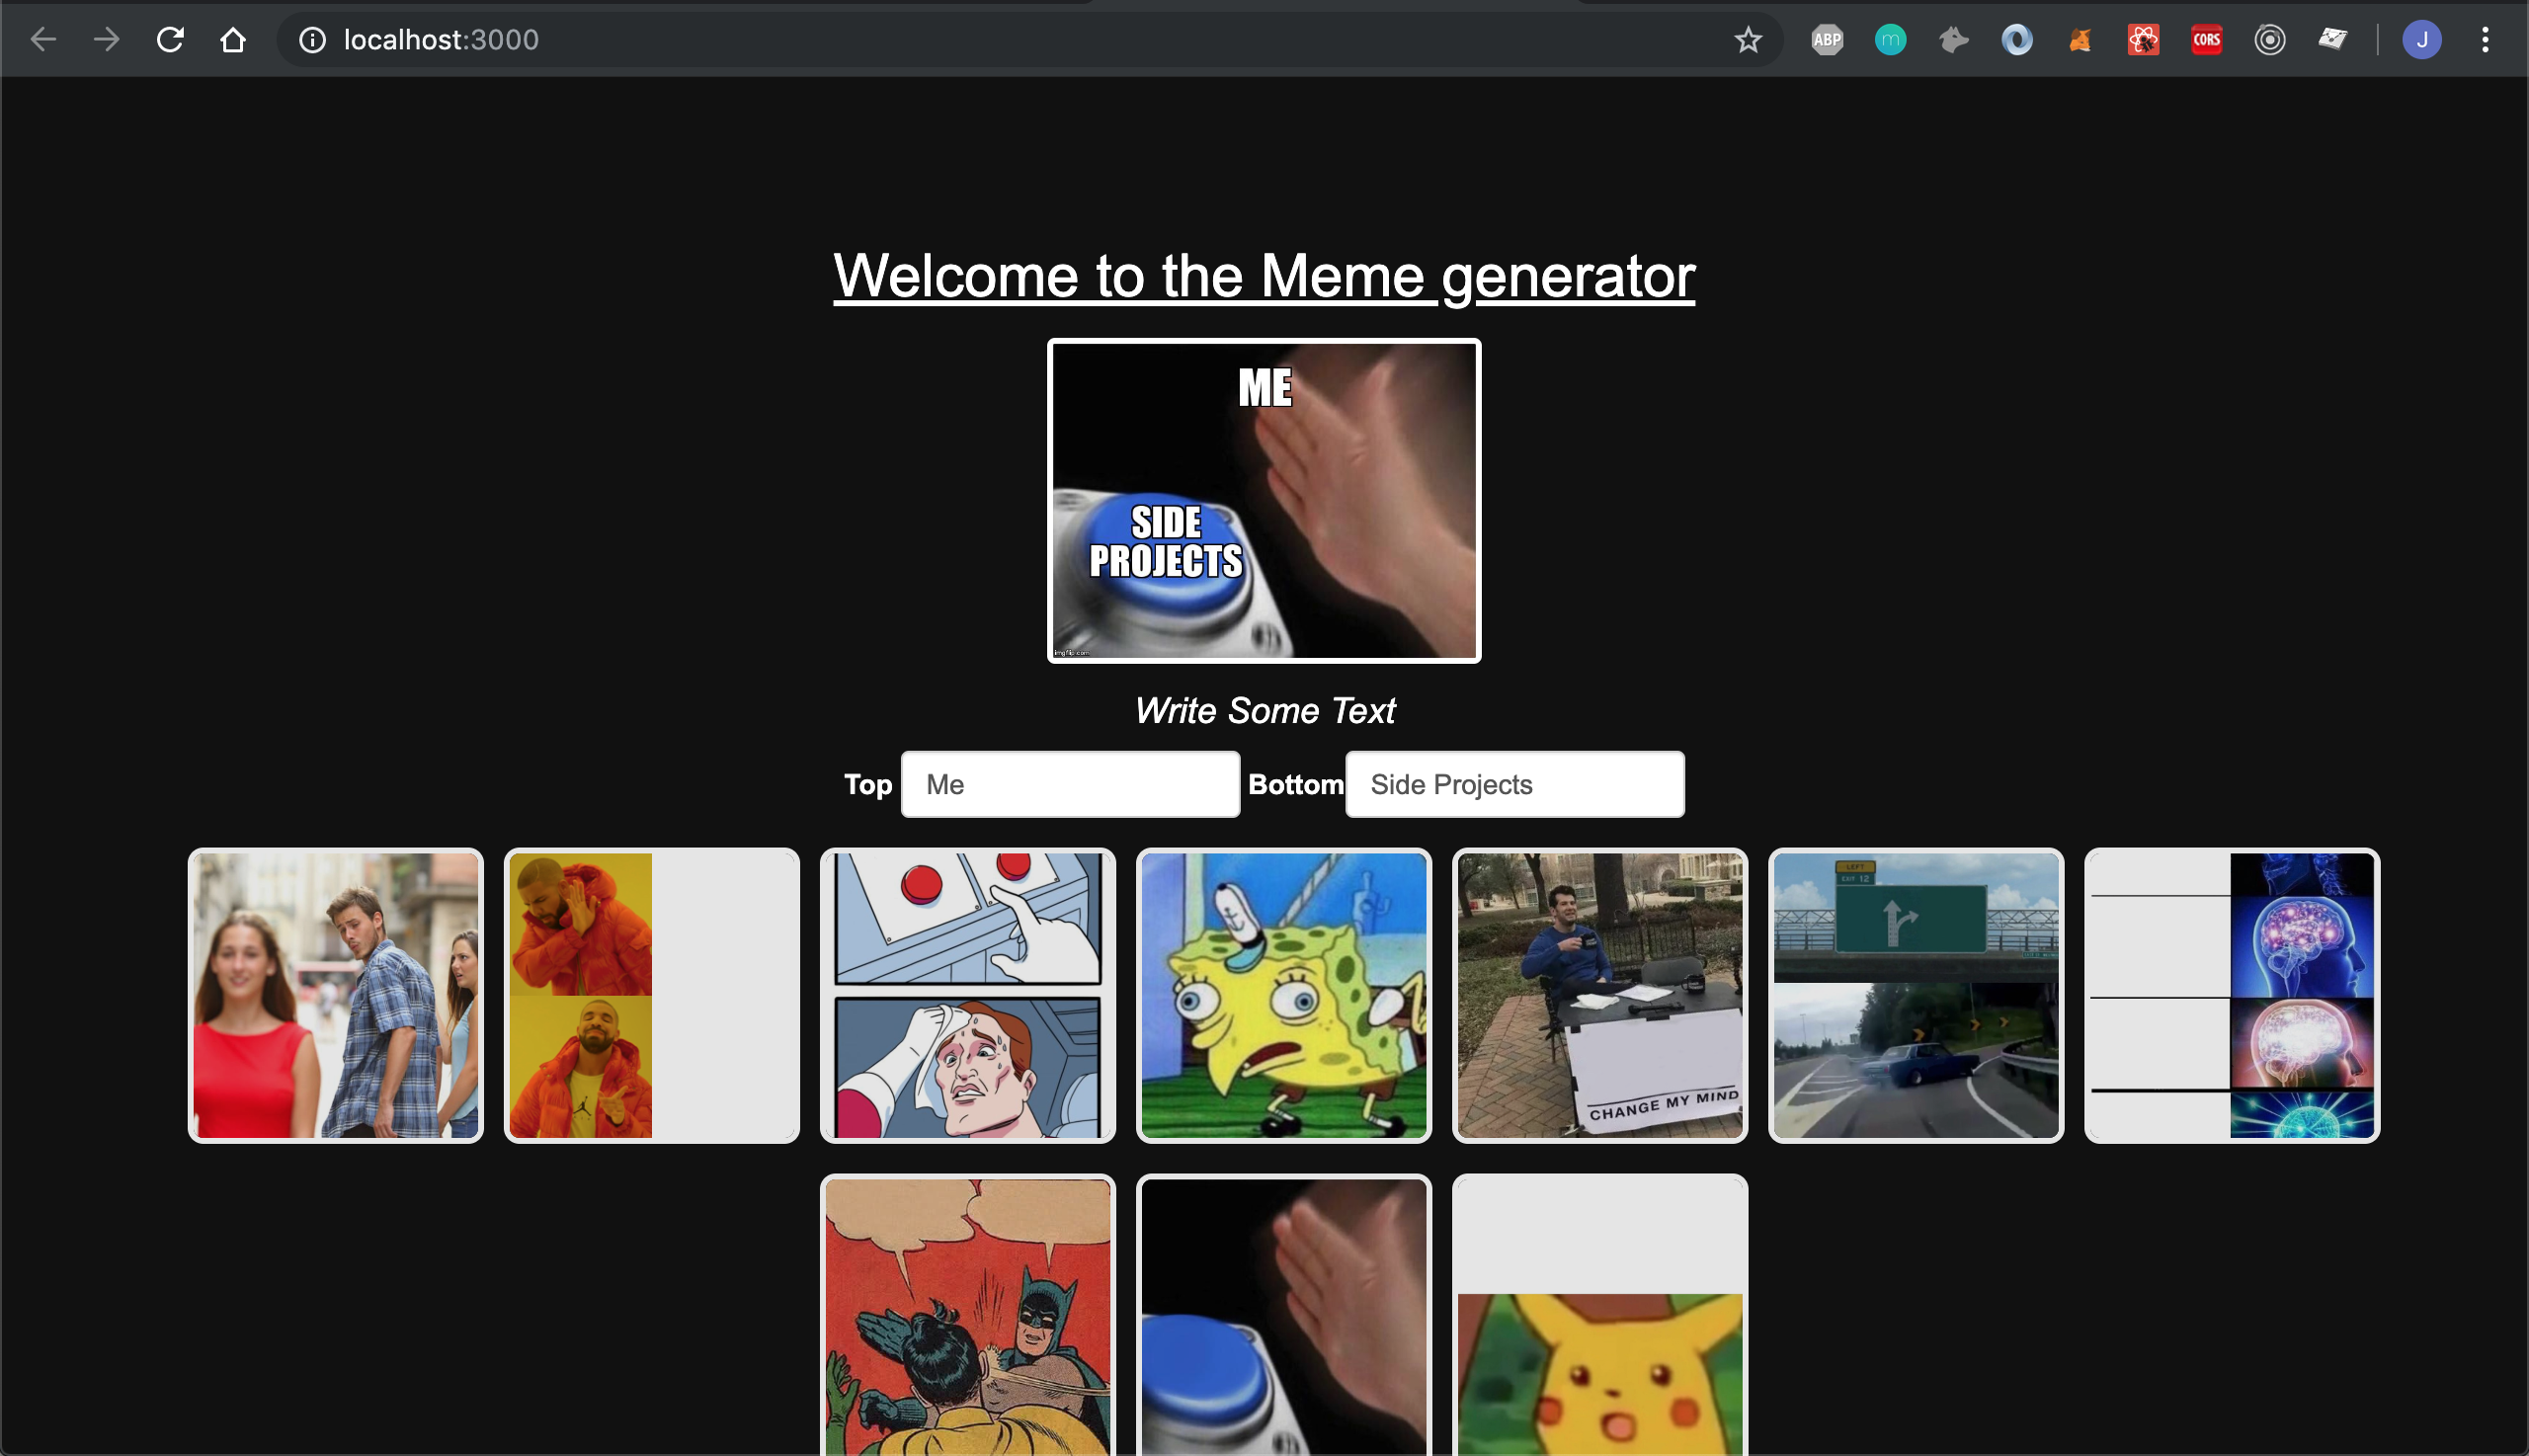 localhost:3000
ABP
m
CORS
J
Welcome to the Meme generator
ME
SIDE
PROJECTS
imgflip.com
Write Some Text
Top Me Bottom Side Projects
LEFT
EXIT 12
CHANGE MY MIND